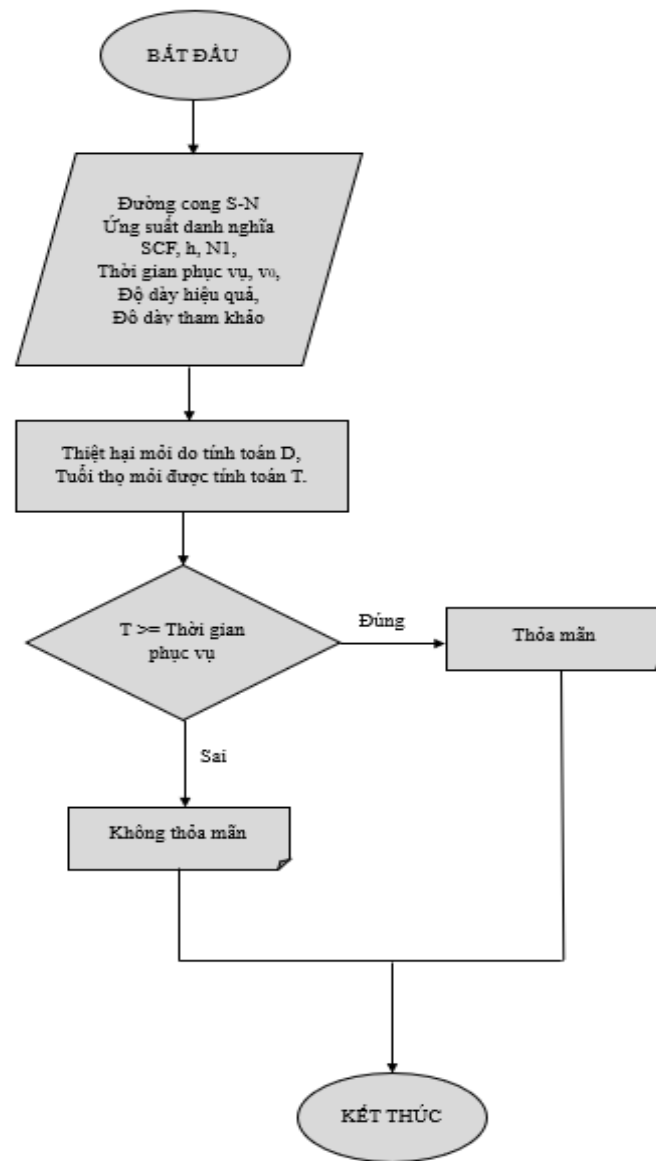 BẮT ĐẦU
Đường cong S-N
Ứng suất danh nghĩa
SCF, h, N1,
Thời gian phục vụ, v₀,
Độ dày hiệu quả,
Đô dày tham khảo
Thiệt hại mỏi do tính toán D,
Tuổi thọ mỏi được tính toán T.
T >= Thời gian
phục vụ
Đúng
Thỏa mãn
Sai
Không thỏa mãn
KẾT THÚC